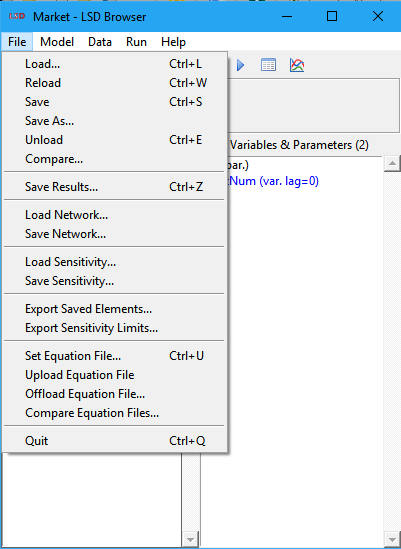 LSD Market - LSD Browser
File Model Data Run Help
Load... Ctrl+L
Reload Ctrl+W
Save Ctrl+S
Save As...
Unload Ctrl+E
Compare...
Variables & Parameters (2)
par.)
Num (var. lag=0)
Save Results... Ctrl+Z
Load Network...
Save Network...
Load Sensitivity...
Save Sensitivity...
Export Saved Elements...
Export Sensitivity Limits...
Set Equation File... Ctrl+U
Upload Equation File
Offload Equation File...
Compare Equation Files...
Quit Ctrl+Q